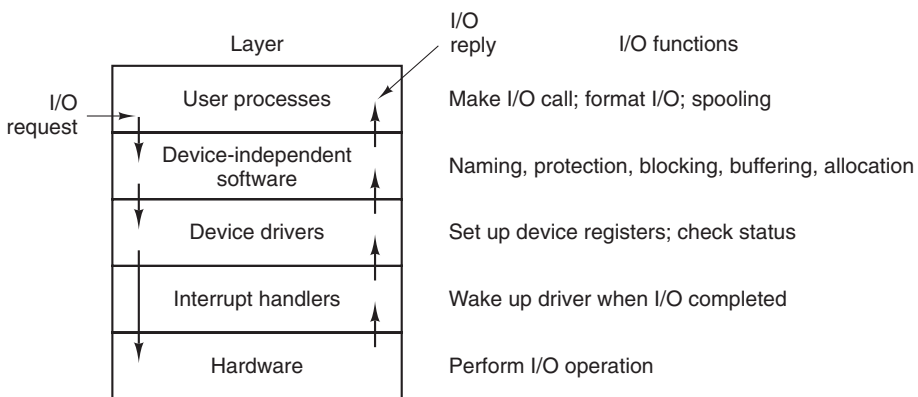 I/O
reply
Layer
I/O functions
I/O
request
User processes
Make I/O call; format I/O; spooling
Device-independent
software
Naming, protection, blocking, buffering, allocation
Device drivers
Set up device registers; check status
Interrupt handlers
Wake up driver when I/O completed
Hardware
Perform I/O operation